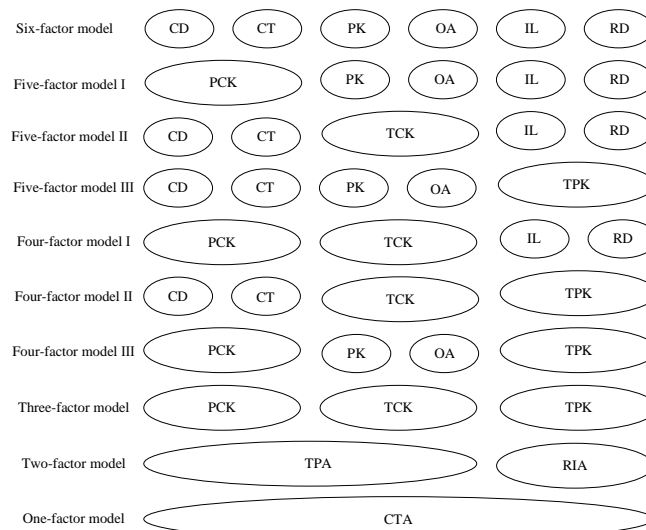 Six-factor model CD CT PK OA IL RD
Five-factor model I PCK PK OA IL RD
Five-factor model II CD CT TCK IL RD
Five-factor model III CD CT PK OA TPK
Four-factor model I PCK TCK IL RD
Four-factor model II CD CT TCK TPK
Four-factor model III PCK PK OA TPK
Three-factor model PCK TCK TPK
Two-factor model TPA RIA
One-factor model CTA